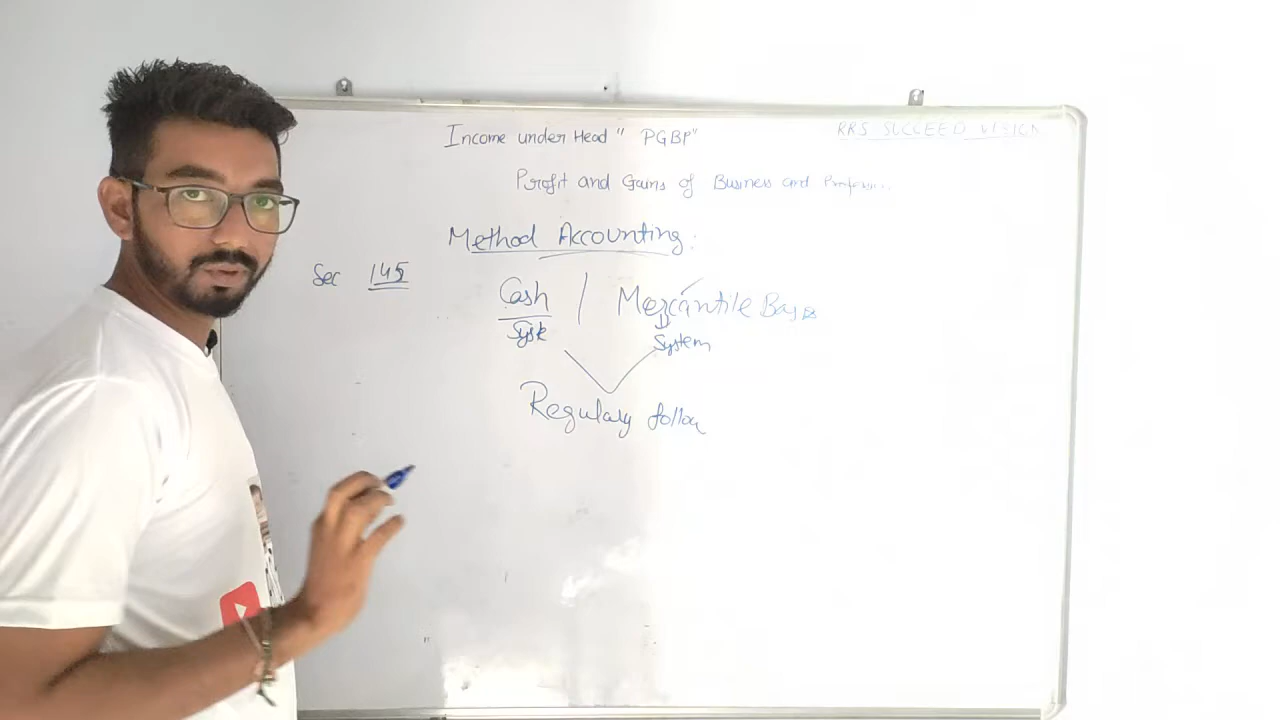 Income under Head " PGBP"
RRS SUCCEED VISION
Profit and Gains of Business and
Method Accounting :
Sec 145
Cash / Mercantile Basis
System
Regulary follow